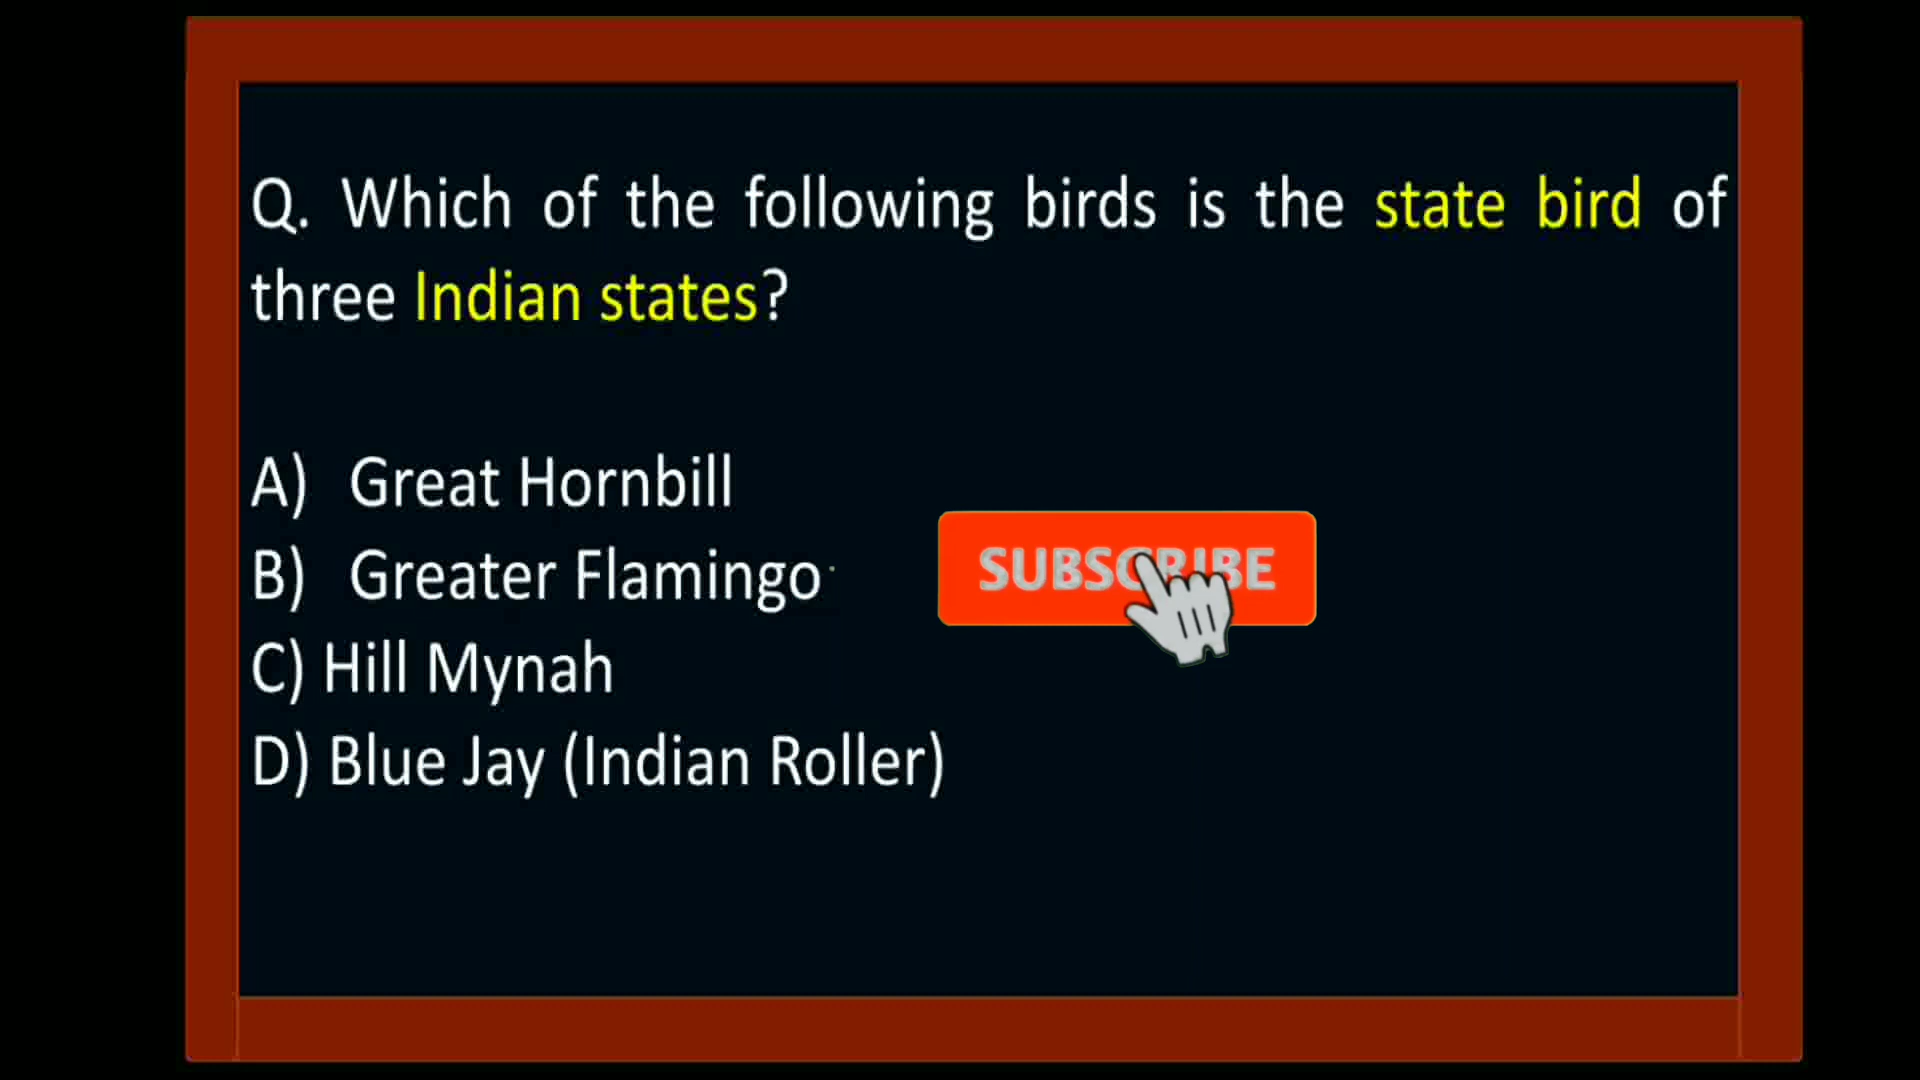 Q. Which of the following birds is the state bird of
three Indian states?
A) Great Hornbill
B) Greater Flamingo
SUBSCRIBE
C) Hill Mynah
D) Blue Jay (Indian Roller)